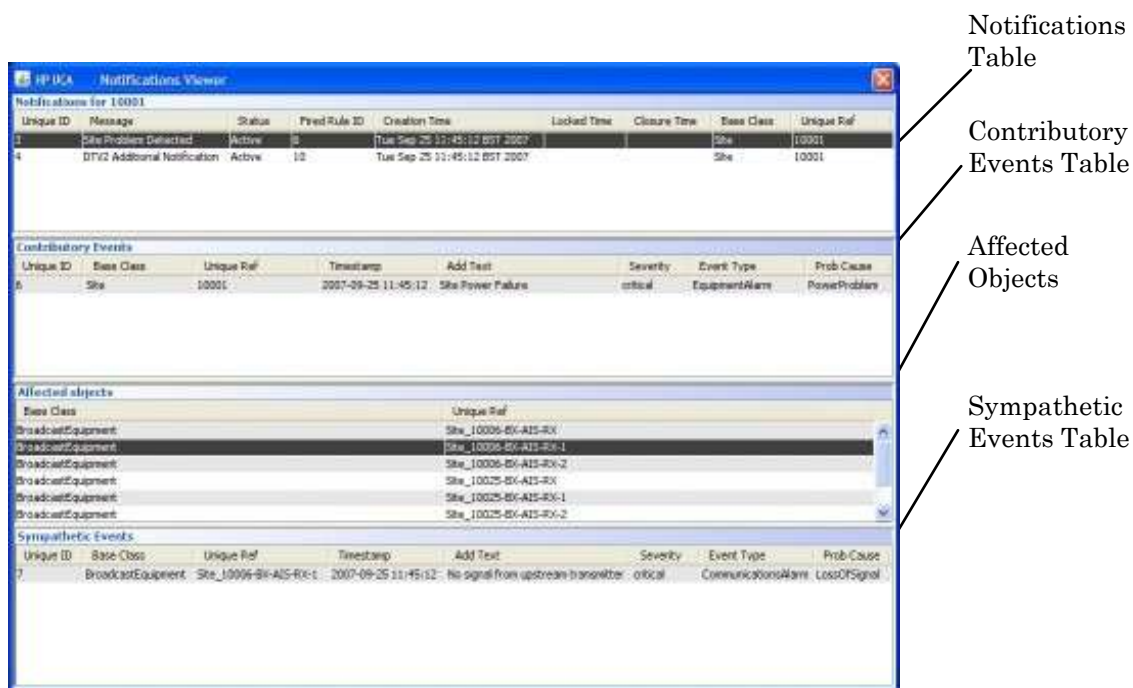 HP UCA Notifications Viewer
Notifications for 10001
Unique ID Message Status Fired Rule ID Creation Time Locked Time Closure Time Base Class Unique Ref
Site Problem Detected Active Tue Sep 25 11:45:12 BST 2007 Site 10001
4 DTV2 Additional Notification Active 10 Tue Sep 25 11:45:12 BST 2007 Site 10001
Contributory Events
Unique ID Base Class Unique Ref Timestamp Add Text Severity Event Type Prob Cause
6 Site 10001 2007-09-25 11:45:12 Site Power Failure critical EquipmentAlarm PowerProblem
Affected objects
Base Class Unique Ref
BroadcastEquipment Site_10006-BX-AIS-RX
BroadcastEquipment Site_10006-BX-AIS-RX-1
BroadcastEquipment Site_10006-BX-AIS-RX-2
BroadcastEquipment Site_10025-BX-AIS-RX
BroadcastEquipment Site_10025-BX-AIS-RX-1
BroadcastEquipment Site_10025-BX-AIS-RX-2
Sympathetic Events
Unique ID Base Class Unique Ref Timestamp Add Text Severity Event Type Prob Cause
7 BroadcastEquipment Site_10006-BX-AIS-RX-1 2007-09-25 11:45:12 No signal from upstream transmitter critical CommunicationsAlarm LossOfSignal
Notifications
Table
Contributory
Events Table
Affected
Objects
Sympathetic
Events Table